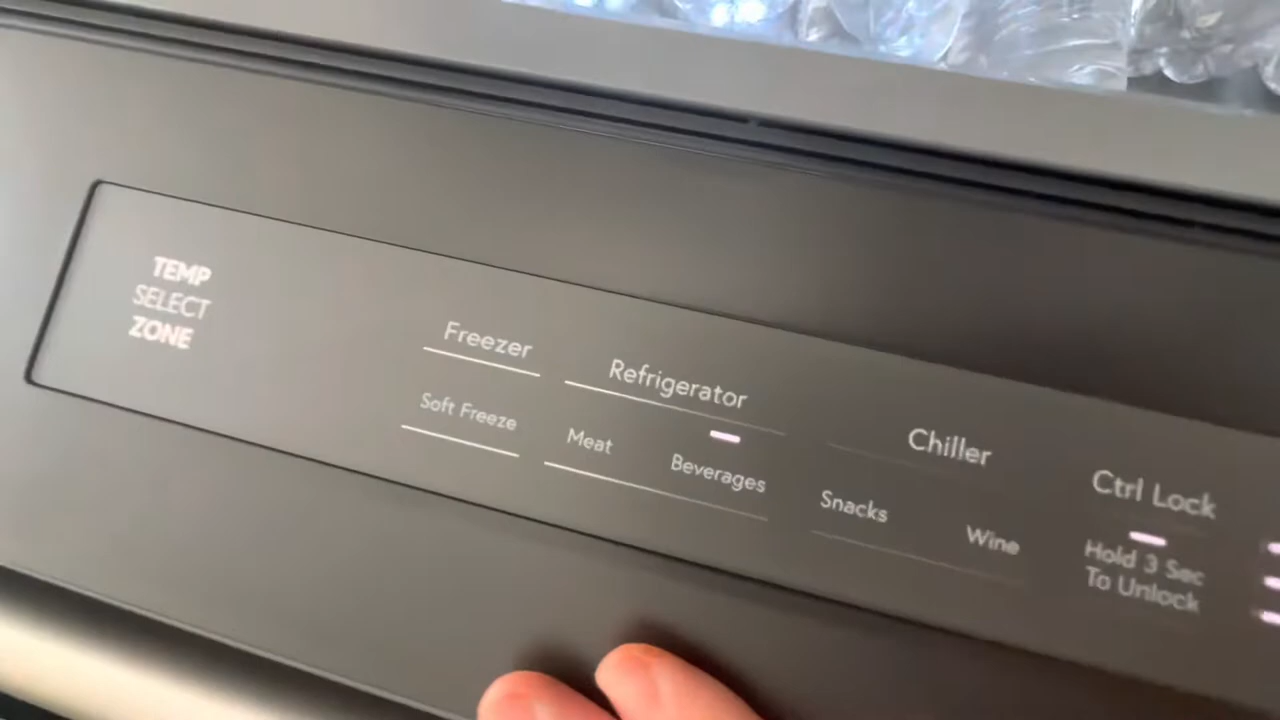 TEMP
SELECT
ZONE
Freezer
Refrigerator
Chiller
Ctrl Lock
Soft Freeze
Meat
Beverages
Snacks
Wine
Hold 3 Sec
To Unlock